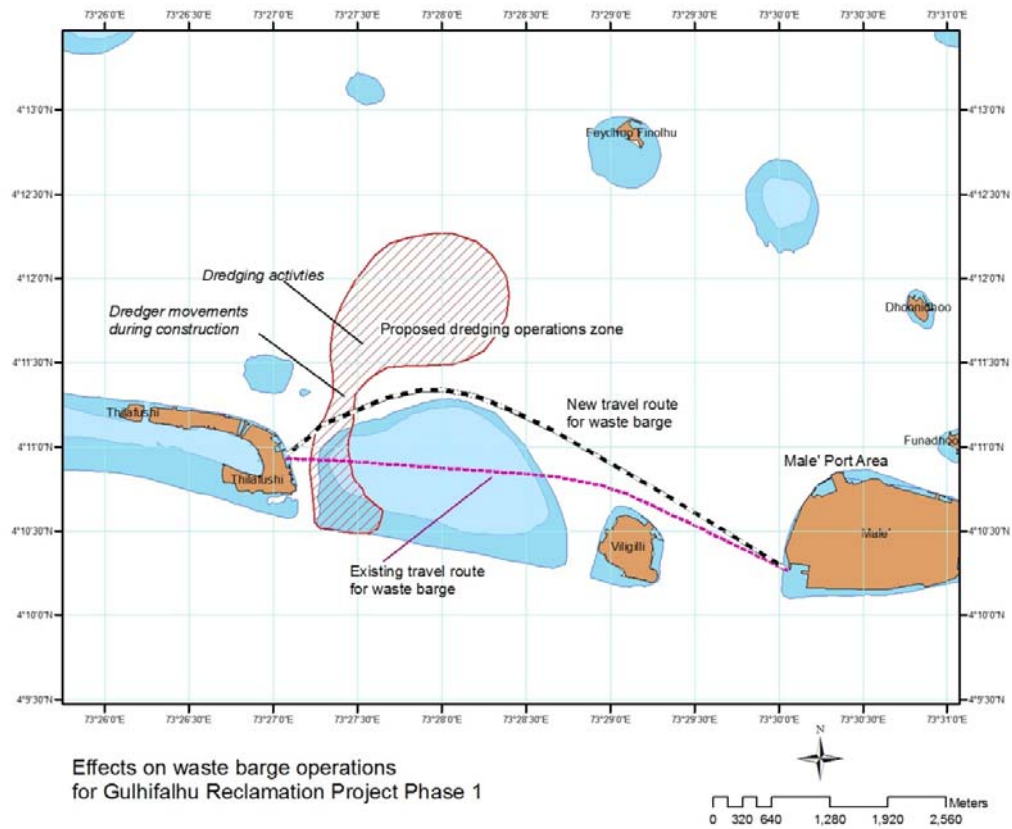 73°26'0"E 73°26'30"E 73°27'0"E 73°27'30"E 73°28'0"E 73°28'30"E 73°29'0"E 73°29'30"E 73°30'0"E 73°30'30"E 73°31'0"E
4°13'0"N 4°13'0"N
Feydhoo Finolhu
4°12'30"N 4°12'30"N
4°12'0"N 4°12'0"N
Dredging activties
Dhoonidhoo
Dredger movements
during construction
Proposed dredging operations zone
4°11'30"N 4°11'30"N
New travel route
for waste barge
Thilafushi
Funadhoo
4°11'0"N 4°11'0"N
Male' Port Area
Thilafushi
4°10'30"N 4°10'30"N
Viligilli
Male'
Existing travel route
for waste barge
4°10'0"N 4°10'0"N
4°9'30"N 4°9'30"N
73°26'0"E 73°26'30"E 73°27'0"E 73°27'30"E 73°28'0"E 73°28'30"E 73°29'0"E 73°29'30"E 73°30'0"E 73°30'30"E 73°31'0"E
N
Effects on waste barge operations
for Gulhifalhu Reclamation Project Phase 1
Meters
0 320 640 1,280 1,920 2,560